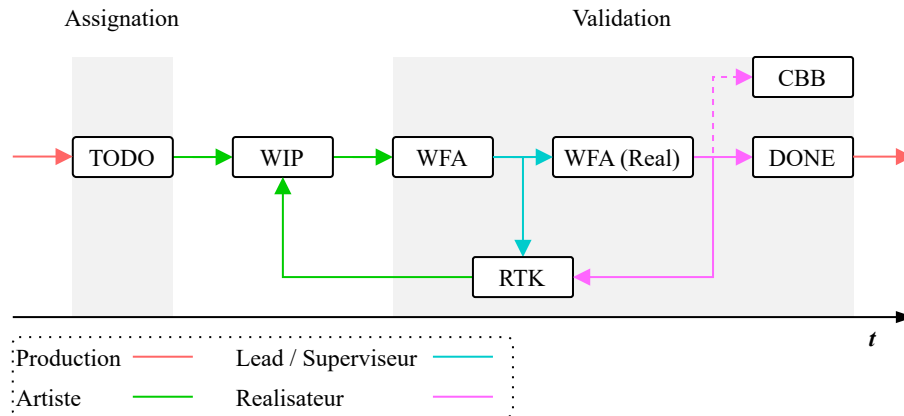 Assignation Validation
CBB
TODO WIP WFA WFA (Real) DONE
RTK
t
Production Lead / Superviseur
Artiste Realisateur